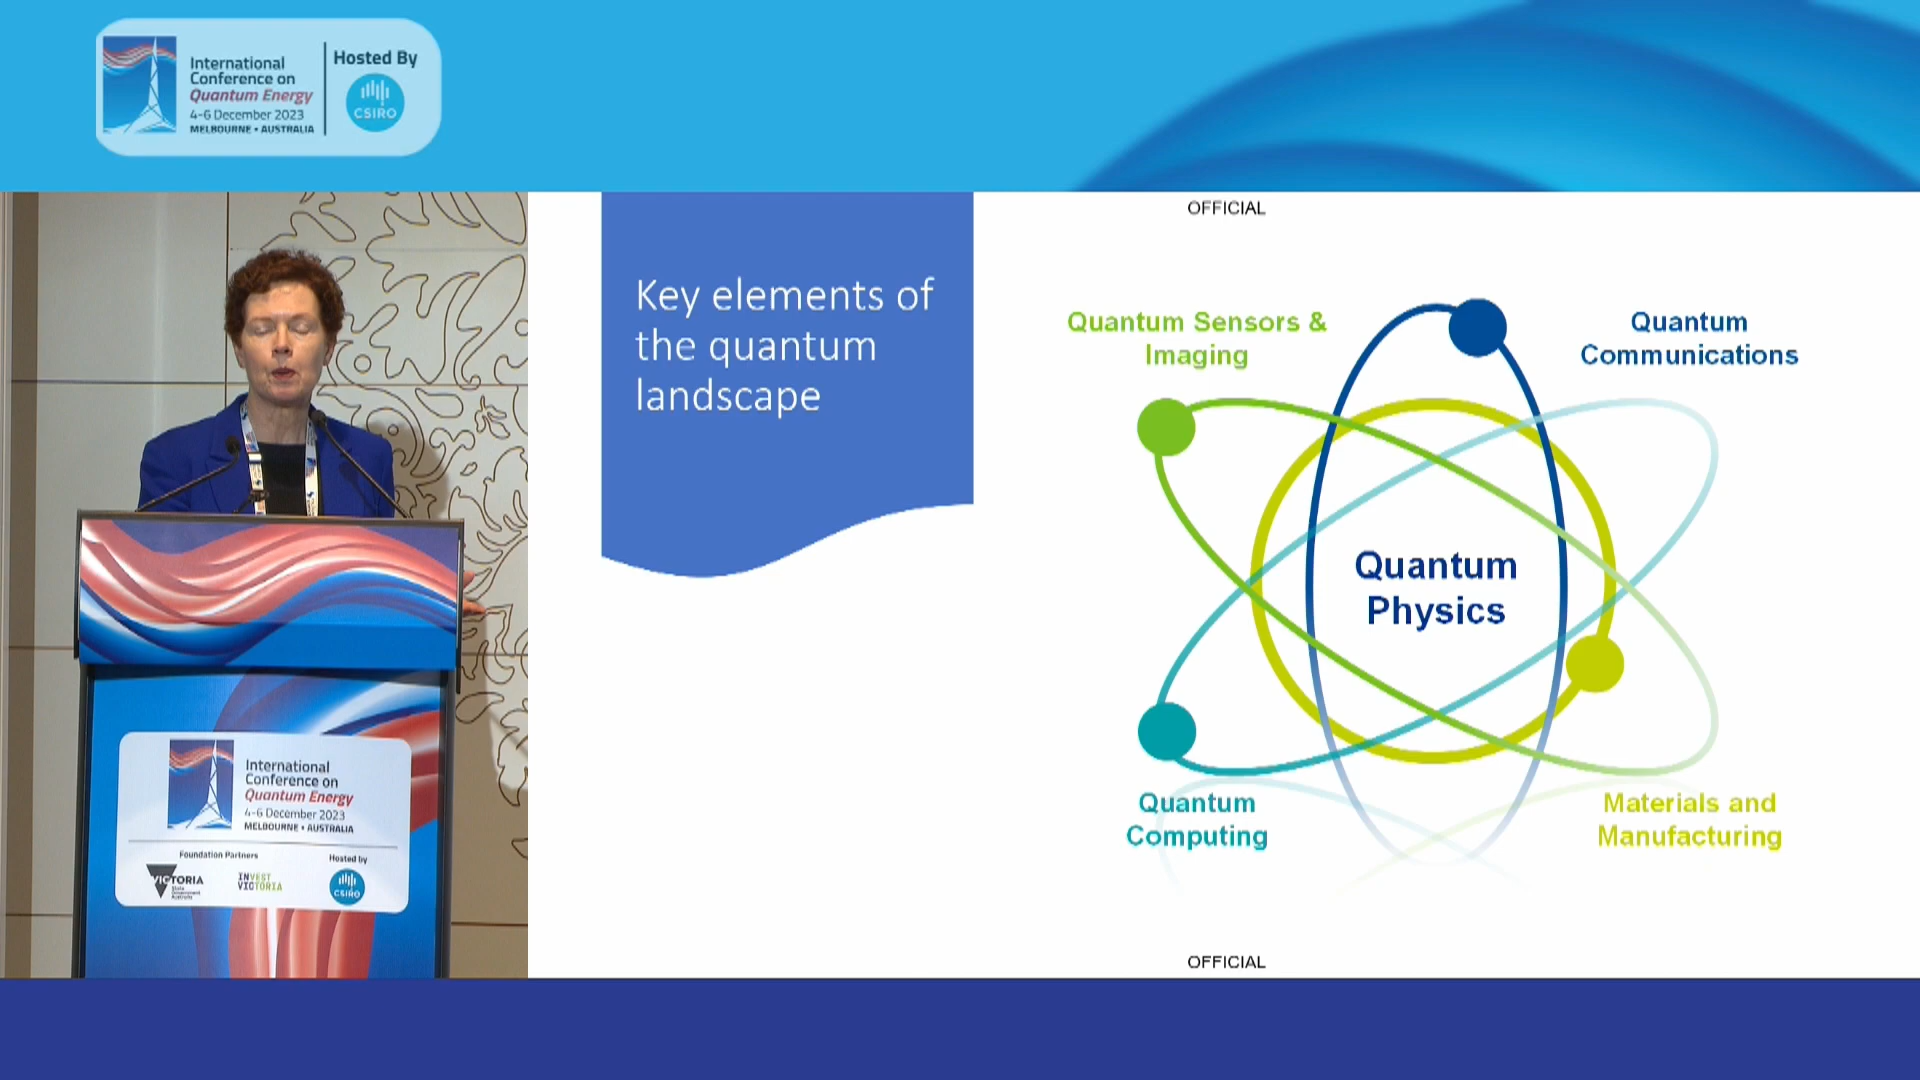 International
Conference on
Quantum Energy
4-6 December 2023
MELBOURNE • AUSTRALIA
Hosted By
CSIRO
OFFICIAL
Key elements of
the quantum
landscape
Quantum Sensors &
Imaging
Quantum
Communications
Quantum
Physics
Quantum
Computing
Materials and
Manufacturing
OFFICIAL
International
Conference on
Quantum Energy
4-6 December 2023
MELBOURNE • AUSTRALIA
Foundation Partners
Hosted by
VICTORIA
State
Government
INVEST
VICTORIA
CSIRO